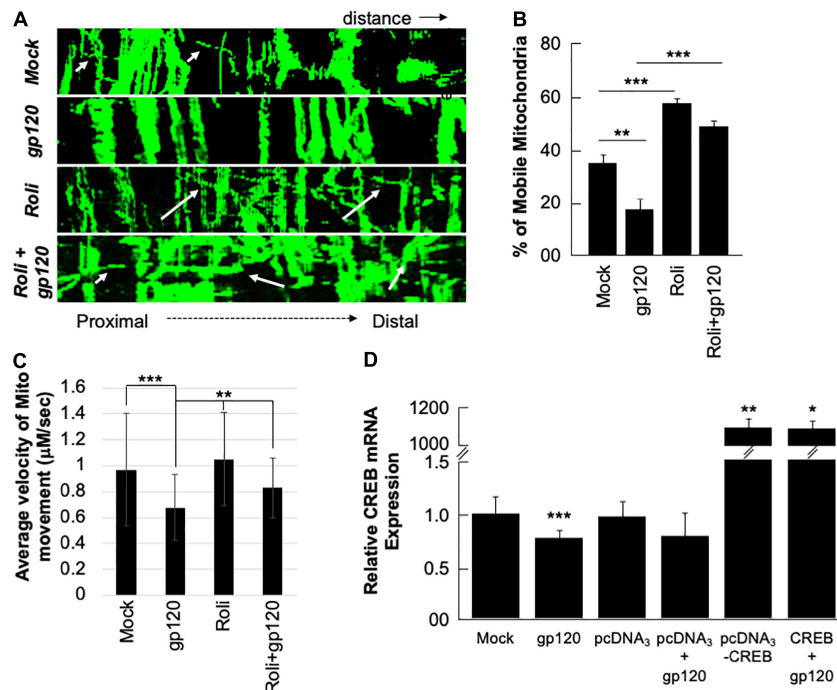 A
distance
Mock
gp120
Roli
Roli +
gp120
Proximal
Distal
B
% of Mobile Mitochondria
80
60
40
20
00
**
***
***
Mock
gp120
Roli
Roli+gp120
C
Average velocity of Mito
movement (µM/sec)
1.6
1.4
1.2
1
0.8
0.6
0.4
0.2
0
***
**
Mock
gp120
Roli
Roli+gp120
D
Relative CREB mRNA
Expression
1200
1000
1.5
1.0
0.5
00
***
**
*
Mock
gp120
pcDNA3
pcDNA3
+
gp120
pcDNA3
-CREB
CREB
+
gp120